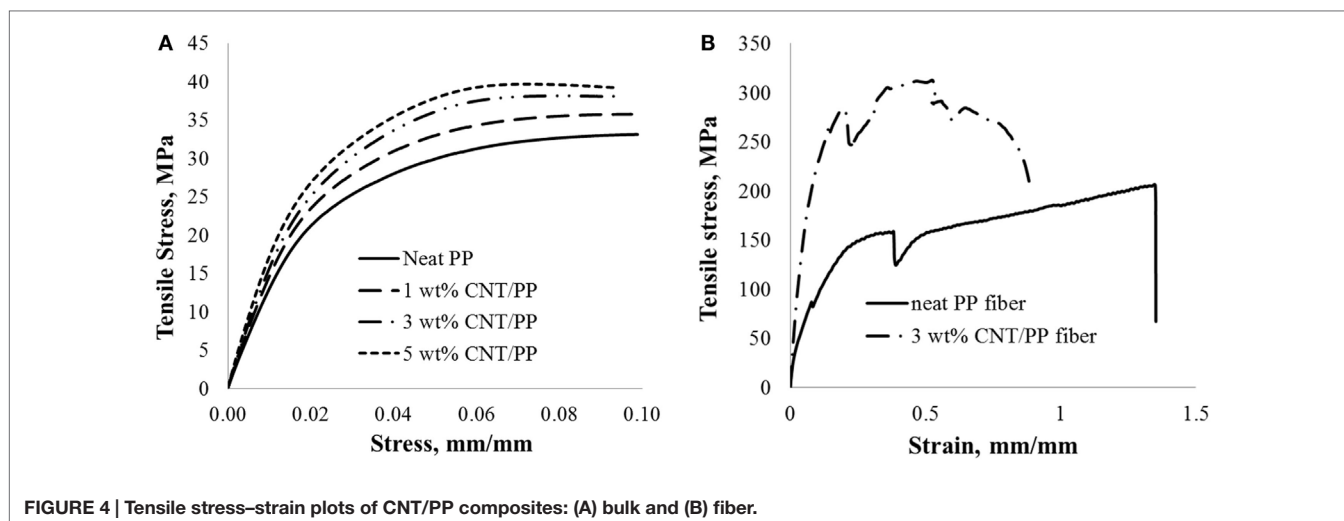 A
Tensile Stress, MPa
45
40
35
30
25
20
15
10
5
0
0.00 0.02 0.04 0.06 0.08 0.10
Stress, mm/mm
Neat PP
1 wt% CNT/PP
3 wt% CNT/PP
5 wt% CNT/PP
B
Tensile stress, MPa
350
300
250
200
150
100
50
0
0 0.5 1 1.5
Strain, mm/mm
neat PP fiber
3 wt% CNT/PP fiber
FIGURE 4 | Tensile stress–strain plots of CNT/PP composites: (A) bulk and (B) fiber.